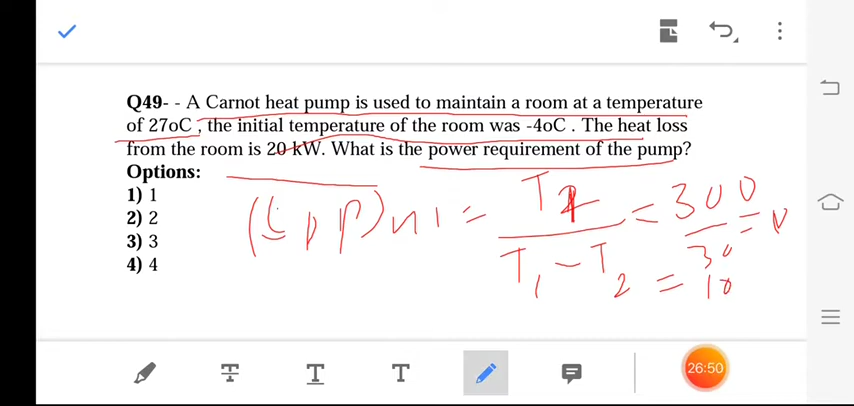 Q49- - A Carnot heat pump is used to maintain a room at a temperature
of 27oC , the initial temperature of the room was -4oC . The heat loss
from the room is 20 kW. What is the power requirement of the pump?
Options:
1) 1
2) 2
3) 3
4) 4
T1 = 300 =
T1 - T2 30
= 10
T T T
26:50